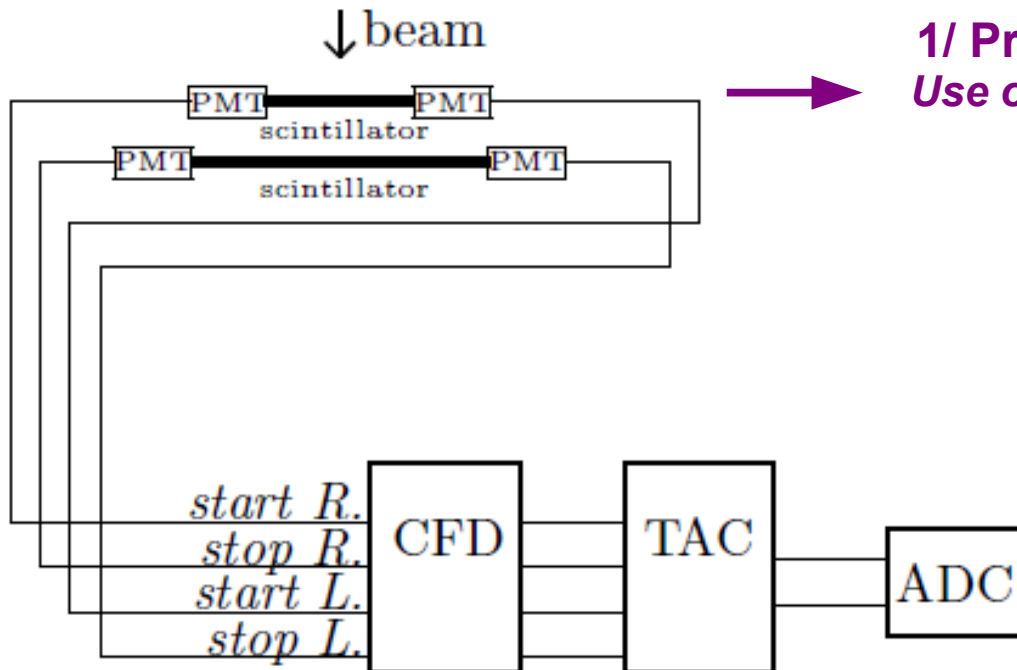 beam
1/ Pr
Use o
PMT PMT
scintillator
PMT PMT
scintillator
start R.
stop R.
start L.
stop L.
CFD
TAC
ADC